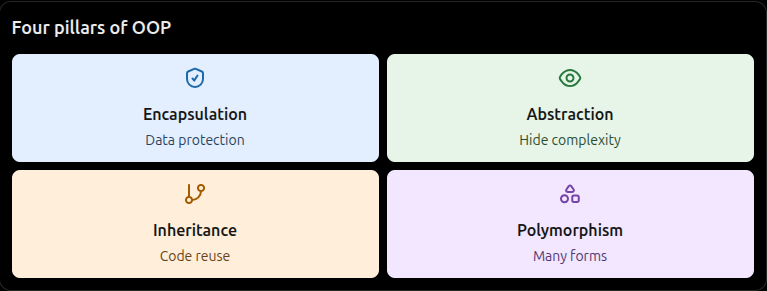 Four pillars of OOP
Encapsulation
Data protection
Abstraction
Hide complexity
Inheritance
Code reuse
Polymorphism
Many forms